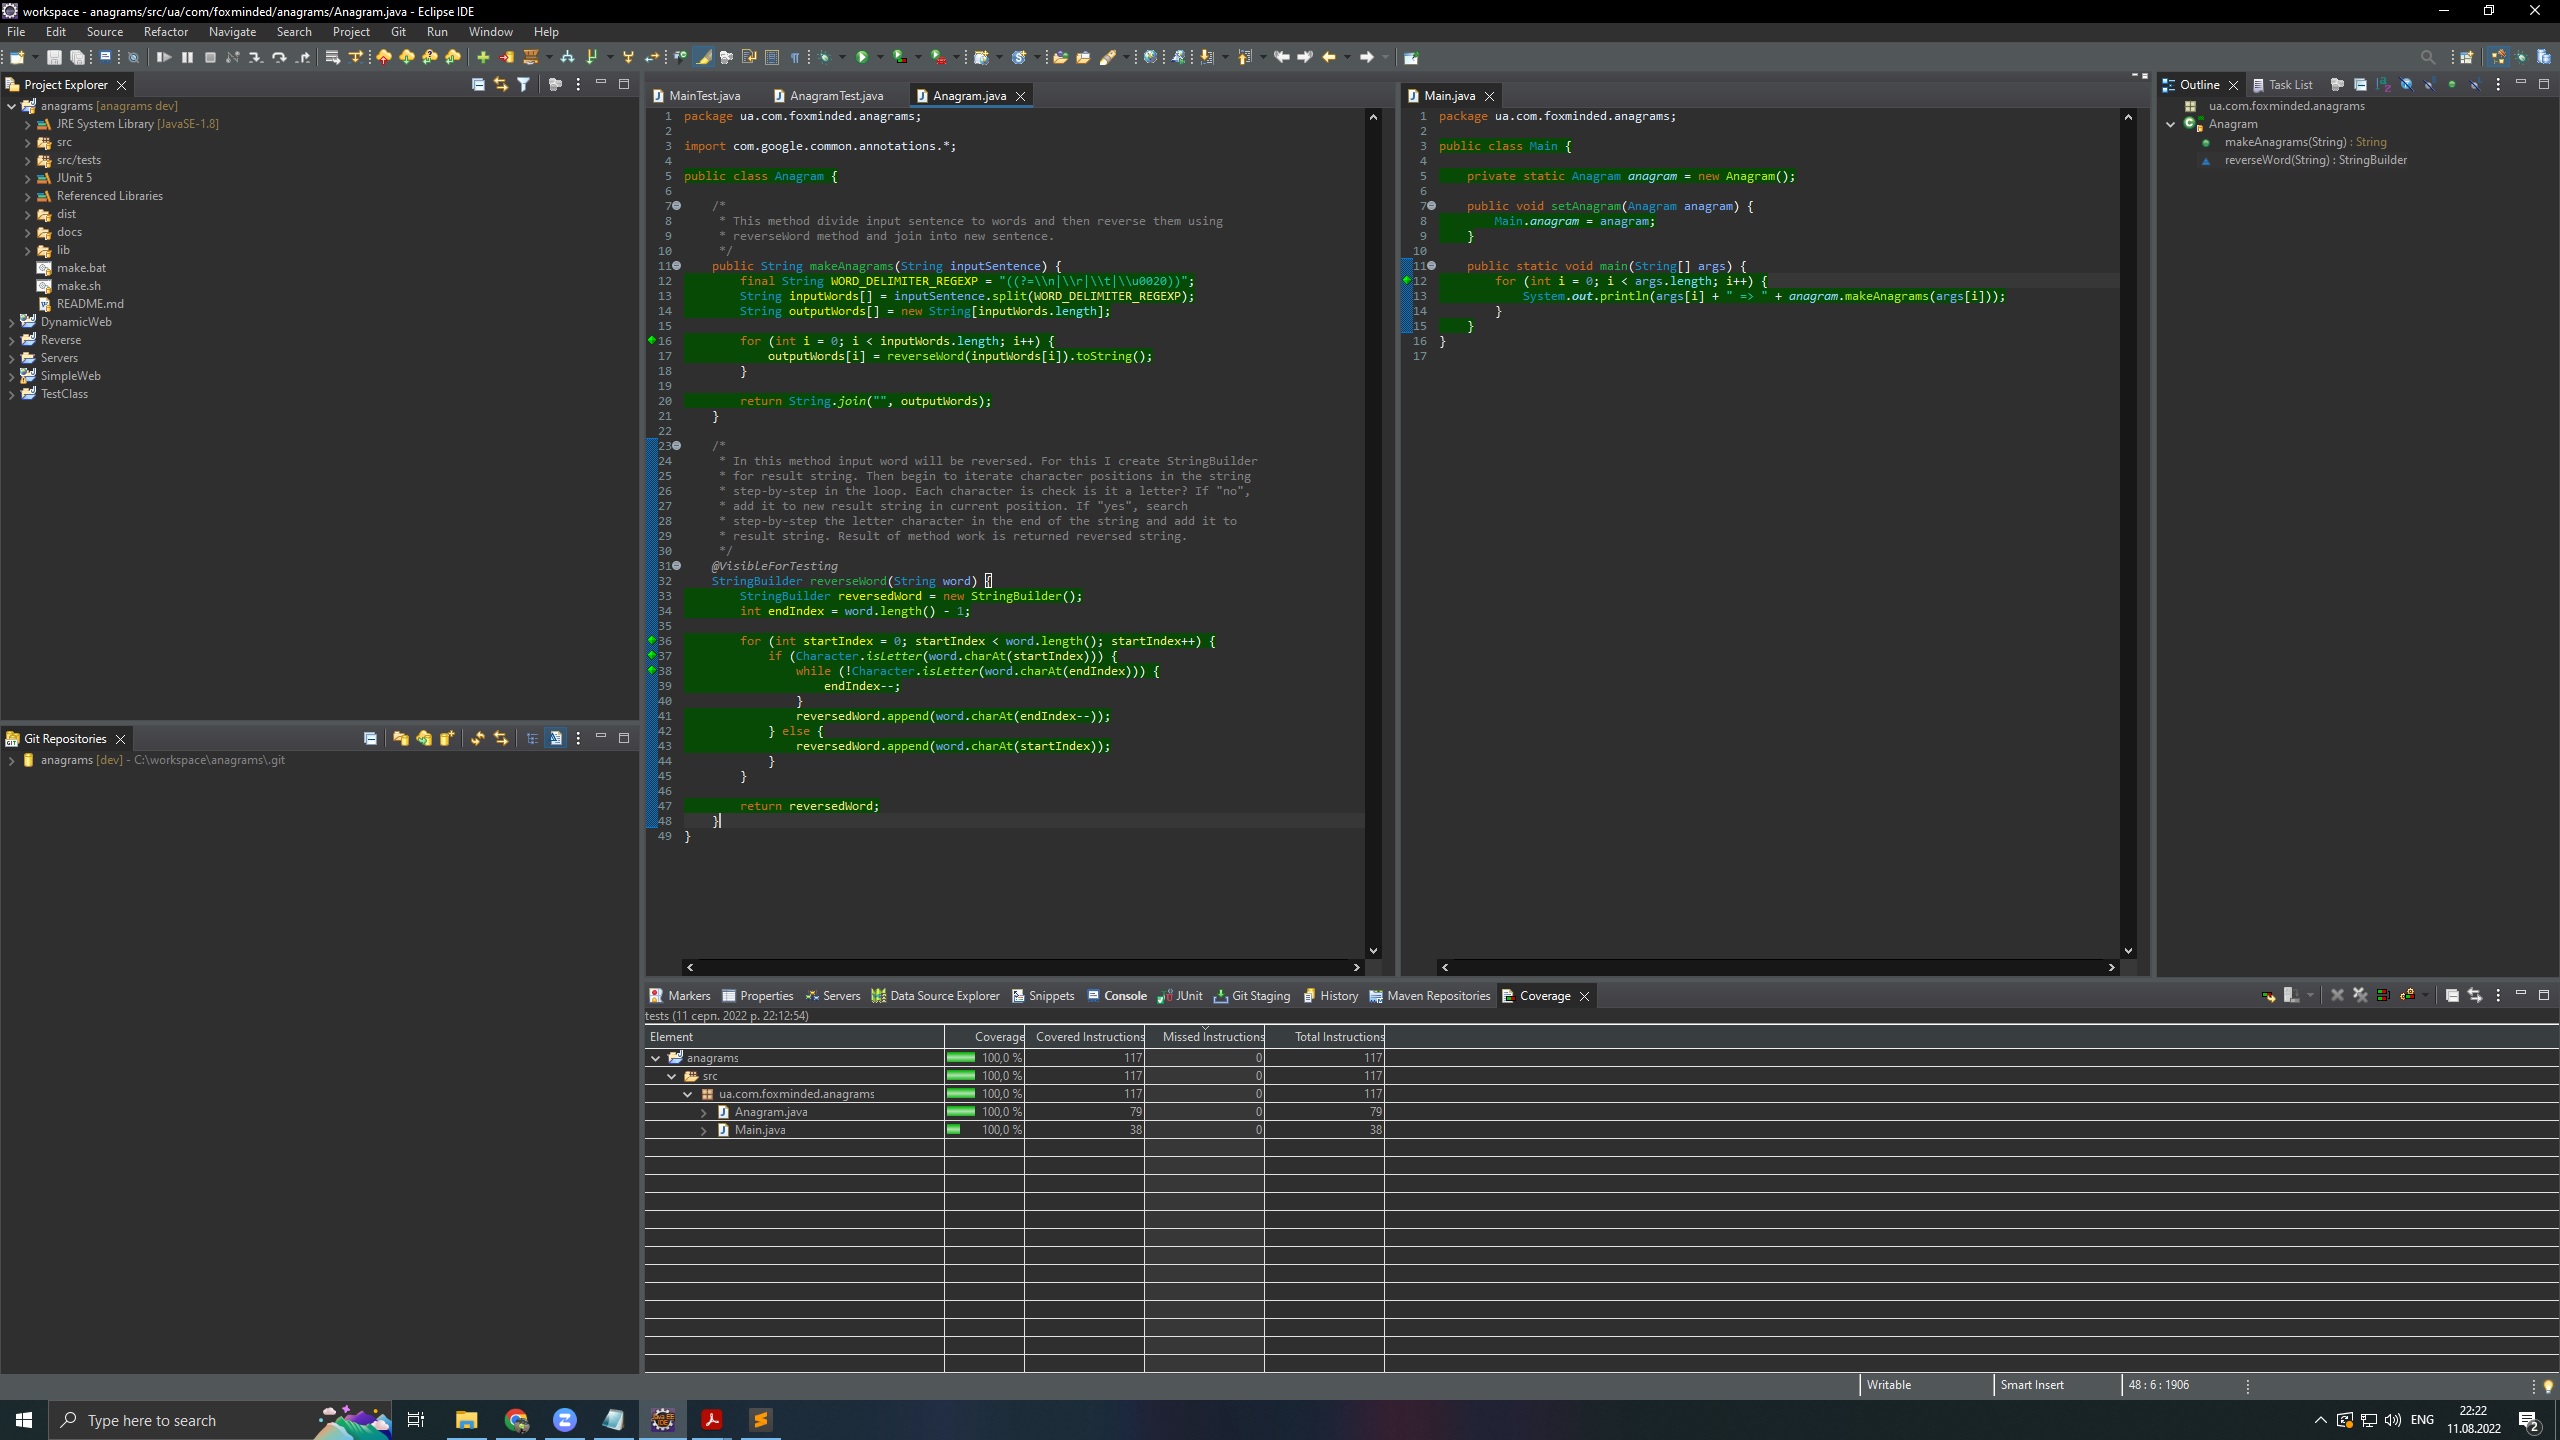 workspace - anagrams/src/ua/com/foxminded/anagrams/Anagram.java - Eclipse IDE
File Edit Source Refactor Navigate Search Project Git Run Window Help
Project Explorer
anagrams [anagrams dev]
JRE System Library [JavaSE-1.8]
src
src/tests
JUnit 5
Referenced Libraries
dist
docs
lib
make.bat
make.sh
README.md
DynamicWeb
Reverse
Servers
SimpleWeb
TestClass
Git Repositories
anagrams [dev] - C:\workspace\anagrams\.git
MainTest.java AnagramTest.java Anagram.java
1 package ua.com.foxminded.anagrams;
2
3 import com.google.common.annotations.*;
4
5 public class Anagram {
6
7 /*
8 * This method divide input sentence to words and then reverse them using
9 * reverseWord method and join into new sentence.
10 */
11 public String makeAnagrams(String inputSentence) {
12 final String WORD_DELIMITER_REGEXP = "((?=\\n|\\r|\\t|\\u0020))";
13 String inputWords[] = inputSentence.split(WORD_DELIMITER_REGEXP);
14 String outputWords[] = new String[inputWords.length];
15
16 for (int i = 0; i < inputWords.length; i++) {
17 outputWords[i] = reverseWord(inputWords[i]).toString();
18 }
19
20 return String.join("", outputWords);
21 }
22
23 /*
24 * In this method input word will be reversed. For this I create StringBuilder
25 * for result string. Then begin to iterate character positions in the string
26 * step-by-step in the loop. Each character is check is it a letter? If "no",
27 * add it to new result string in current position. If "yes", search
28 * step-by-step the letter character in the end of the string and add it to
29 * result string. Result of method work is returned reversed string.
30 */
31 @VisibleForTesting
32 StringBuilder reverseWord(String word) {
33 StringBuilder reversedWord = new StringBuilder();
34 int endIndex = word.length() - 1;
35
36 for (int startIndex = 0; startIndex < word.length(); startIndex++) {
37 if (Character.isLetter(word.charAt(startIndex))) {
38 while (!Character.isLetter(word.charAt(endIndex))) {
39 endIndex--;
40 }
41 reversedWord.append(word.charAt(endIndex--));
42 } else {
43 reversedWord.append(word.charAt(startIndex));
44 }
45 }
46
47 return reversedWord;
48 }
49 }
Main.java
1 package ua.com.foxminded.anagrams;
2
3 public class Main {
4
5 private static Anagram anagram = new Anagram();
6
7 public void setAnagram(Anagram anagram) {
8 Main.anagram = anagram;
9 }
10
11 public static void main(String[] args) {
12 for (int i = 0; i < args.length; i++) {
13 System.out.println(args[i] + " => " + anagram.makeAnagrams(args[i]));
14 }
15 }
16 }
17
Outline Task List
ua.com.foxminded.anagrams
Anagram
makeAnagrams(String) : String
reverseWord(String) : StringBuilder
Markers Properties Servers Data Source Explorer Snippets Console JUnit Git Staging History Maven Repositories Coverage
tests (11 серп. 2022 р. 22:12:54)
Element Coverage Covered Instructions Missed Instructions Total Instructions
anagrams 100,0 % 117 0 117
src 100,0 % 117 0 117
ua.com.foxminded.anagrams 100,0 % 117 0 117
Anagram.java 100,0 % 79 0 79
Main.java 100,0 % 38 0 38
Writable Smart Insert 48 : 6 : 1906
Type here to search
ENG
22:22
11.08.2022
2